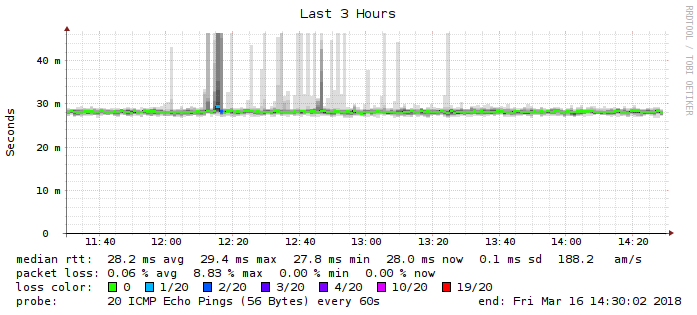 Last 3 Hours
RRDTOOL / TOBI OETIKER
Seconds
40 m
30 m
20 m
10 m
0
11:40 12:00 12:20 12:40 13:00 13:20 13:40 14:00 14:20
median rtt: 28.2 ms avg 29.4 ms max 27.8 ms min 28.0 ms now 0.1 ms sd 188.2 am/s
packet loss: 0.06 % avg 8.83 % max 0.00 % min 0.00 % now
loss color: 0 1/20 2/20 3/20 4/20 10/20 19/20
probe: 20 ICMP Echo Pings (56 Bytes) every 60s end: Fri Mar 16 14:30:02 2018